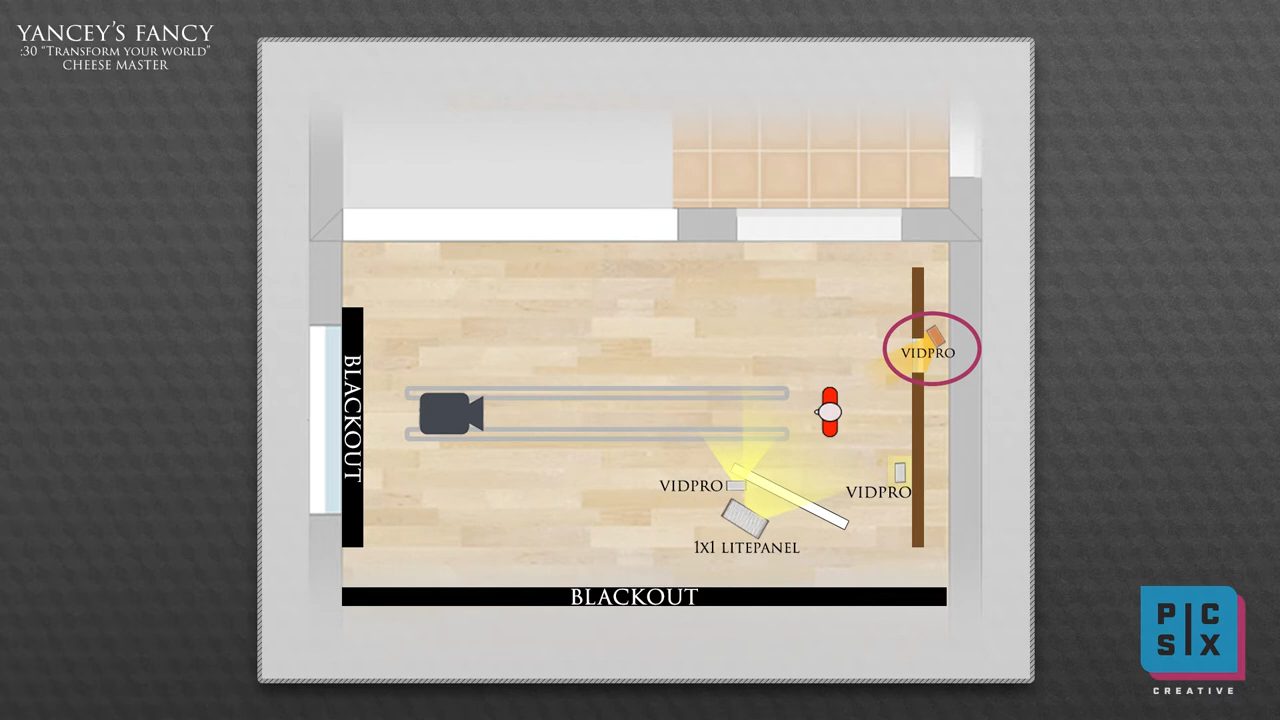 YANCEY'S FANCY
:30 "TRANSFORM YOUR WORLD"
CHEESE MASTER
VIDPRO
BLACKOUT
VIDPRO
VIDPRO
1X1 LITEPANEL
BLACKOUT
P|C
S|X
CREATIVE